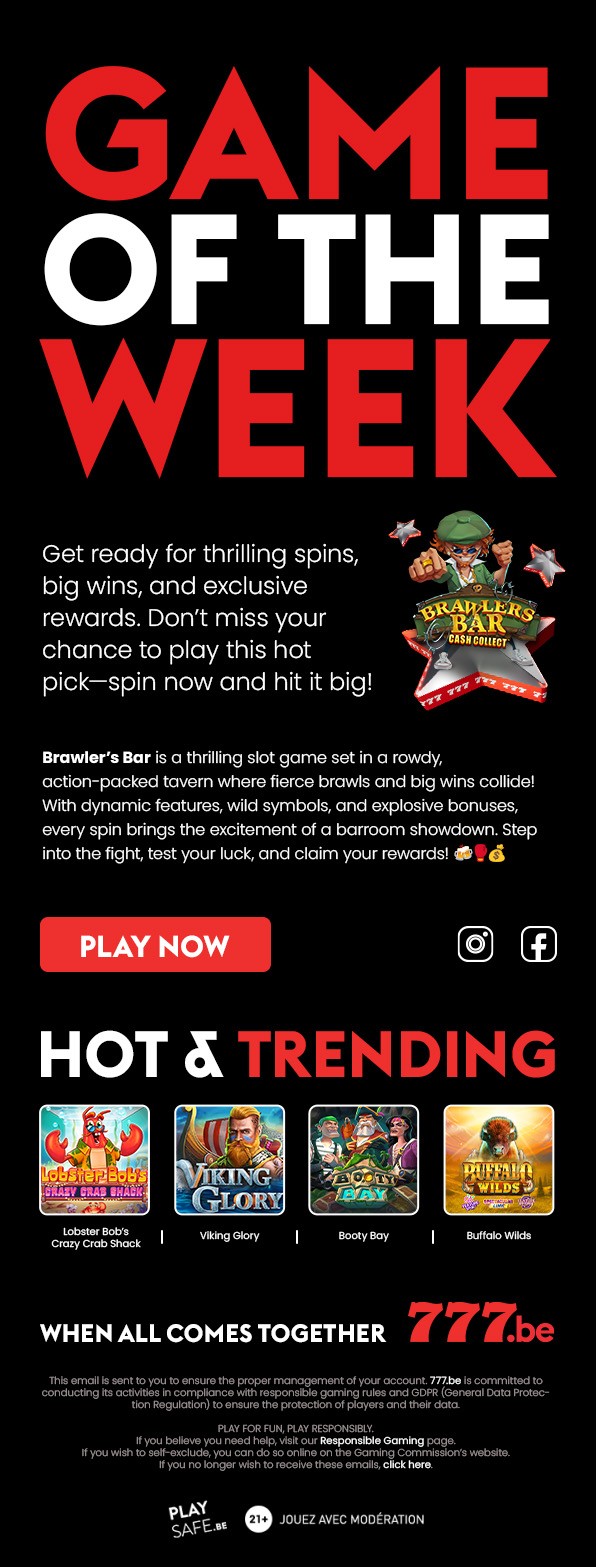 GAME
OF THE
WEEK
Get ready for thrilling spins,
big wins, and exclusive
rewards. Don’t miss your
chance to play this hot
pick—spin now and hit it big!
BRAWLERS
BAR
CASH COLLECT
777 777 777 777
Brawler’s Bar is a thrilling slot game set in a rowdy,
action-packed tavern where fierce brawls and big wins collide!
With dynamic features, wild symbols, and explosive bonuses,
every spin brings the excitement of a barroom showdown. Step
into the fight, test your luck, and claim your rewards! 🍻🥊💰
PLAY NOW
HOT & TRENDING
Lobster Bob's
CRAZY CRAB SHACK
VIKING
GLORY
BOOTY
BAY
BUFFALO
WILDS
Lobster Bob’s
Crazy Crab Shack
Viking Glory
Booty Bay
Buffalo Wilds
WHEN ALL COMES TOGETHER 777.be
This email is sent to you to ensure the proper management of your account. 777.be is committed to
conducting its activities in compliance with responsible gaming rules and GDPR (General Data Protec-
tion Regulation) to ensure the protection of players and their data.
PLAY FOR FUN, PLAY RESPONSIBLY.
If you believe you need help, visit our Responsible Gaming page.
If you wish to self-exclude, you can do so online on the Gaming Commission’s website.
If you no longer wish to receive these emails, click here.
PLAY
SAFE.BE
21+ JOUEZ AVEC MODÉRATION